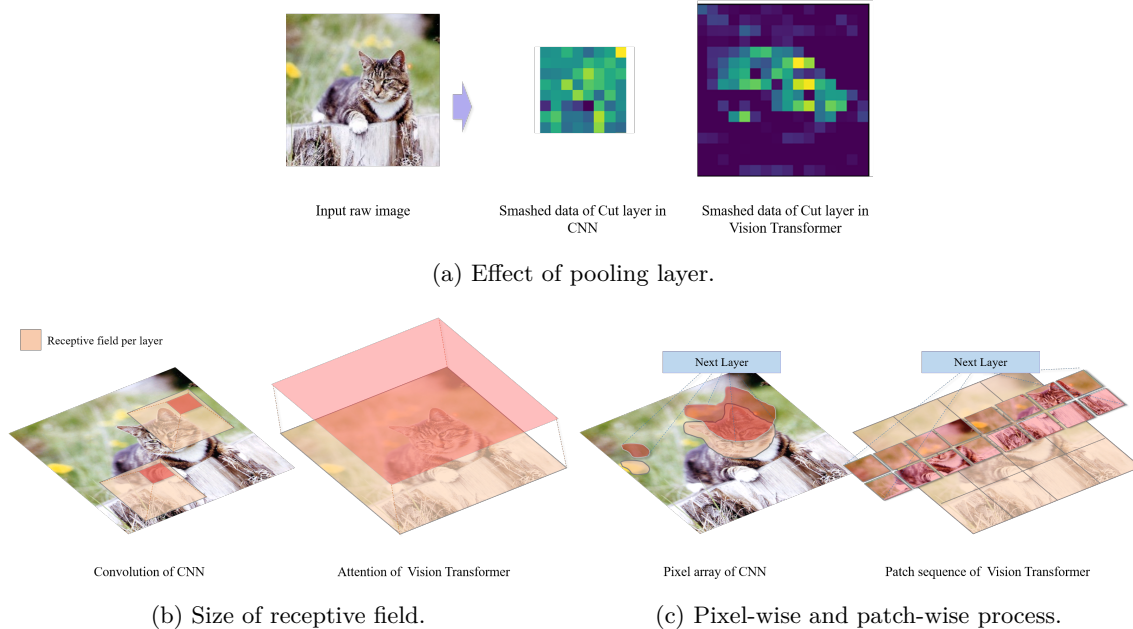 Input raw image
Smashed data of Cut layer in
CNN
Smashed data of Cut layer in
Vision Transformer
(a) Effect of pooling layer.
Receptive field per layer
Convolution of CNN
Attention of Vision Transformer
(b) Size of receptive field.
Next Layer
Next Layer
Pixel array of CNN
Patch sequence of Vision Transformer
(c) Pixel-wise and patch-wise process.